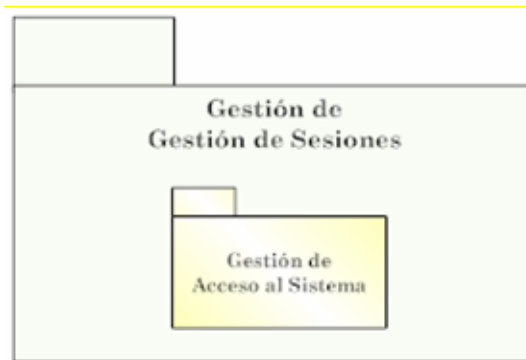 Gestión de
Gestión de Sesiones
Gestión de
Acceso al Sistema